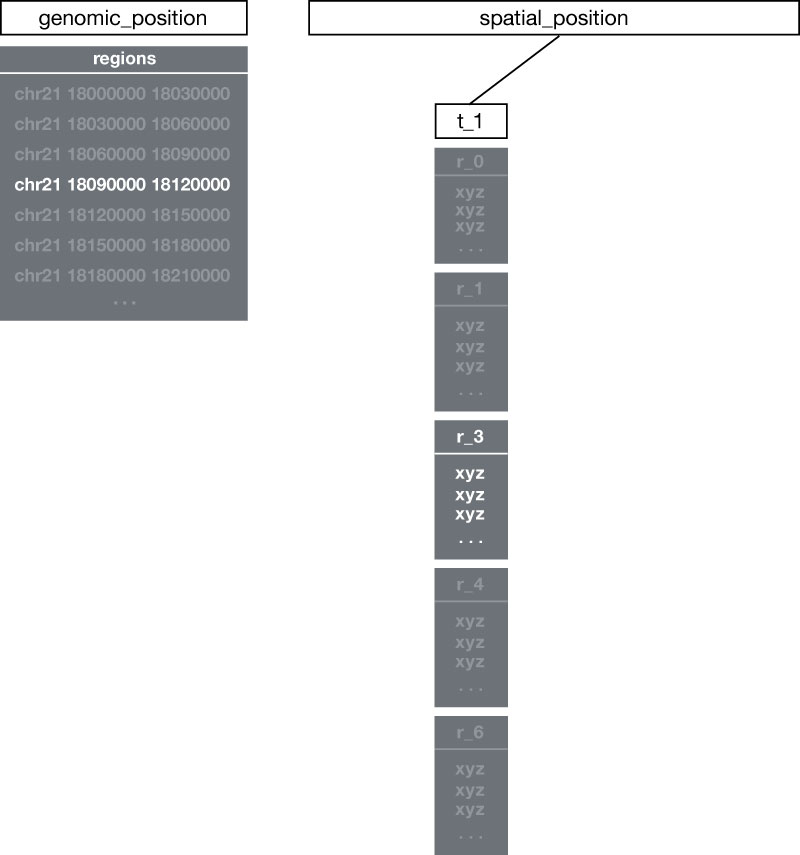 genomic_position
regions
chr21 18000000 18030000
chr21 18030000 18060000
chr21 18060000 18090000
chr21 18090000 18120000
chr21 18120000 18150000
chr21 18150000 18180000
chr21 18180000 18210000
...
spatial_position
t_1
r_0
xyz
xyz
xyz
...
r_1
xyz
xyz
xyz
...
r_3
xyz
xyz
xyz
...
r_4
xyz
xyz
xyz
...
r_6
xyz
xyz
xyz
...